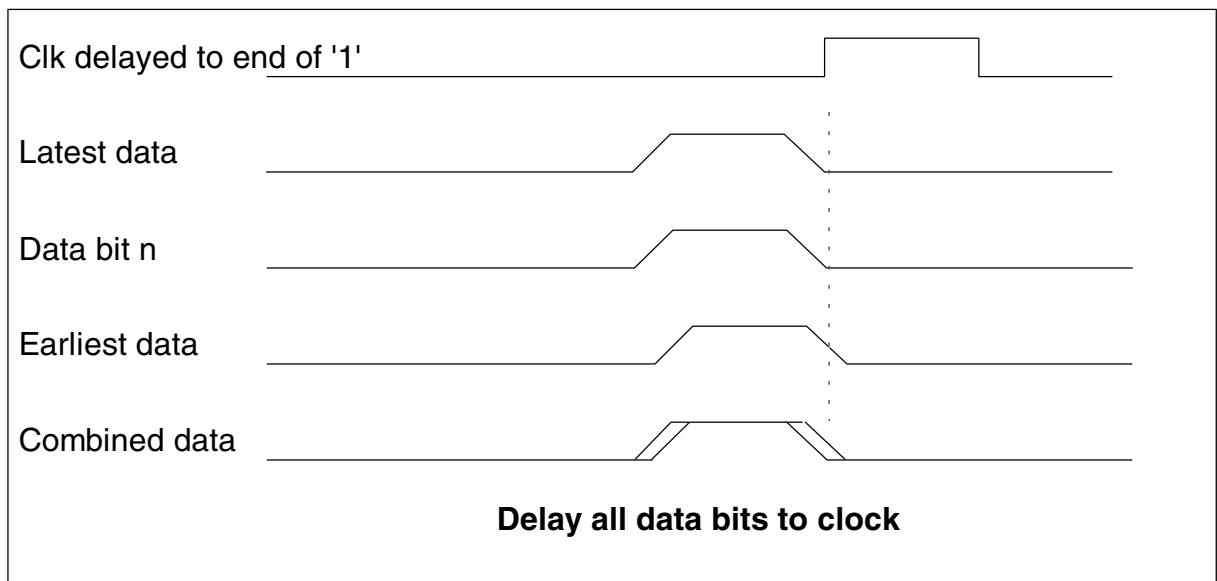 Clk delayed to end of '1'
Latest data
Data bit n
Earliest data
Combined data
Delay all data bits to clock